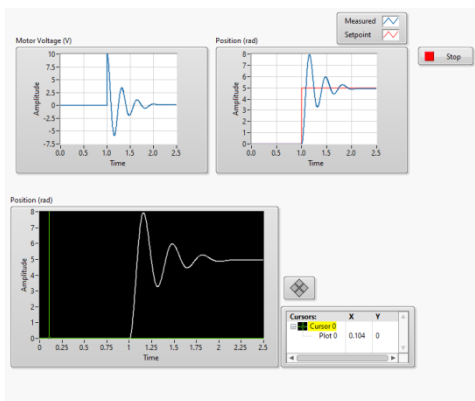 Measured
Setpoint
Motor Voltage (V)
Position (rad)
Stop
10-
7.5-
5-
2.5-
0-
-2.5-
-5-
-7.5-
Amplitude
0.0 0.5 1.0 1.5 2.0 2.5
Time
8-
7-
6-
5-
4-
3-
2-
1-
0-
Amplitude
0.0 0.5 1.0 1.5 2.0 2.5
Time
Position (rad)
8-
7-
6-
5-
4-
3-
2-
1-
0-
Amplitude
0 0.25 0.5 0.75 1 1.25 1.5 1.75 2 2.25 2.5
Time
Cursors: X Y
Cursor 0
Plot 0 0.104 0